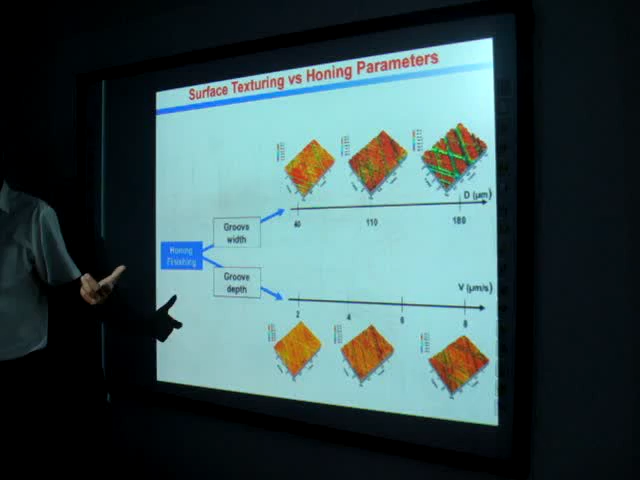 Surface Texturing vs Honing Parameters
D (µm)
Groove
width
40
110
180
Honing
Finishing
Groove
depth
V (µm/s)
2
4
6
8